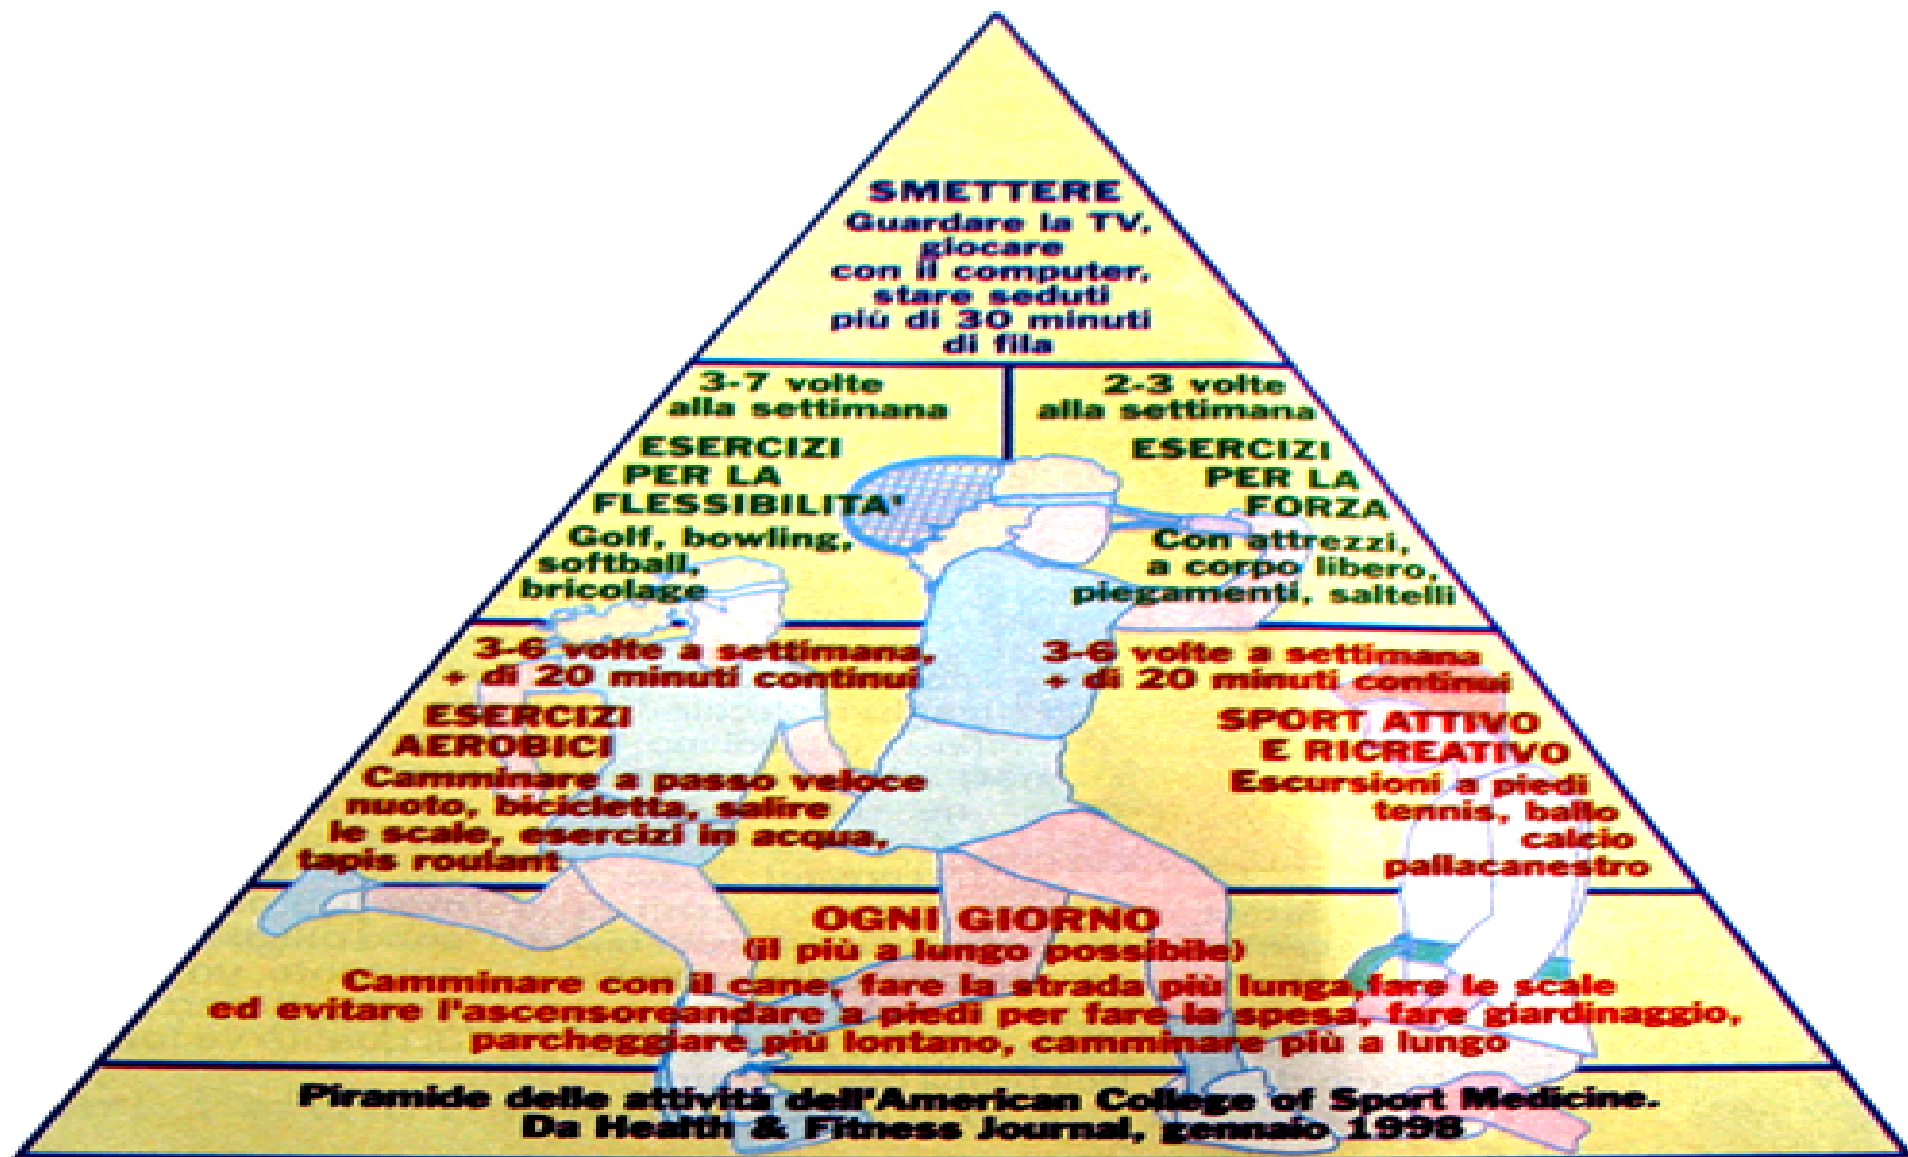 SMETTERE
Guardare la TV,
giocare
con il computer,
stare seduti
più di 30 minuti
di fila
3-7 volte
alla settimana
ESERCIZI
PER LA
FLESSIBILITA'
Golf, bowling,
softball,
bricolage
2-3 volte
alla settimana
ESERCIZI
PER LA
FORZA
Con attrezzi,
a corpo libero,
piegamenti, saltelli
3-6 volte a settimana,
+ di 20 minuti continui
ESERCIZI
AEROBICI
Camminare a passo veloce
nuoto, bicicletta, salire
le scale, esercizi in acqua,
tapis roulant
3-6 volte a settimana
+ di 20 minuti continui
SPORT ATTIVO
E RICREATIVO
Escursioni a piedi
tennis, ballo
calcio
pallacanestro
OGNI GIORNO
(il più a lungo possibile)
Camminare con il cane, fare la strada più lunga,fare le scale
ed evitare l'ascensoreandare a piedi per fare la spesa, fare giardinaggio,
parcheggiare più lontano, camminare più a lungo
Piramide delle attività dell'American College of Sport Medicine.
Da Health & Fitness Journal, gennaio 1998